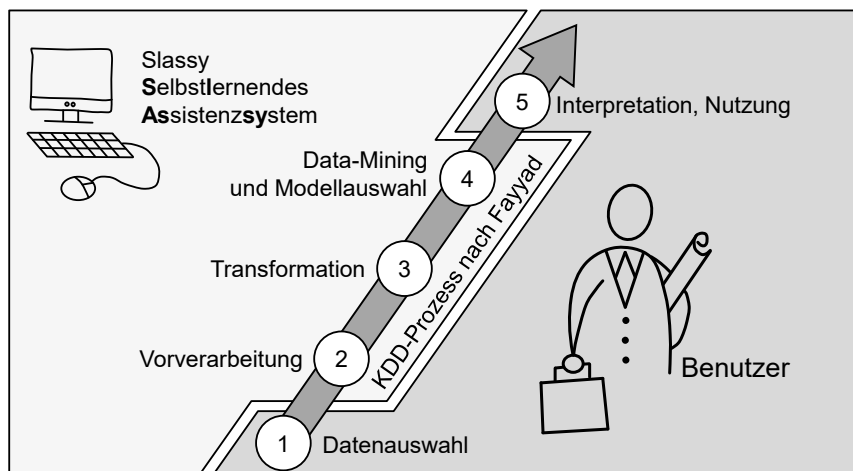 Slassy
Selbstlernendes
Assistenzsystem
5
Interpretation, Nutzung
Data-Mining
und Modellauswahl
4
Transformation
3
KDD-Prozess nach Fayyad
Vorverarbeitung
2
Benutzer
1
Datenauswahl